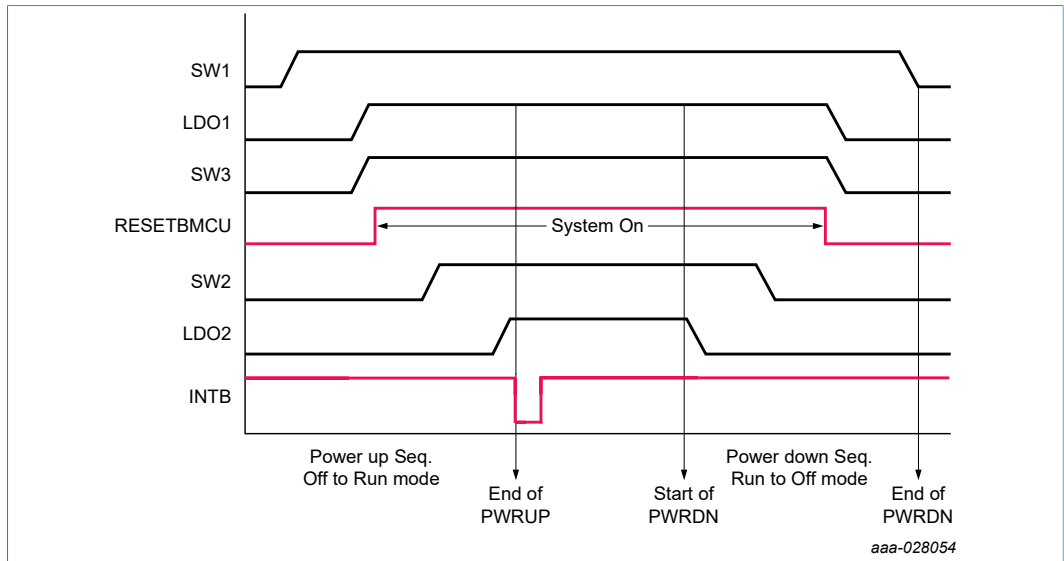 SW1
LDO1
SW3
RESETBMCU
System On
SW2
LDO2
INTB
Power up Seq.
Off to Run mode
End of
PWRUP
Start of
PWRDN
Power down Seq.
Run to Off mode
End of
PWRDN
aaa-028054